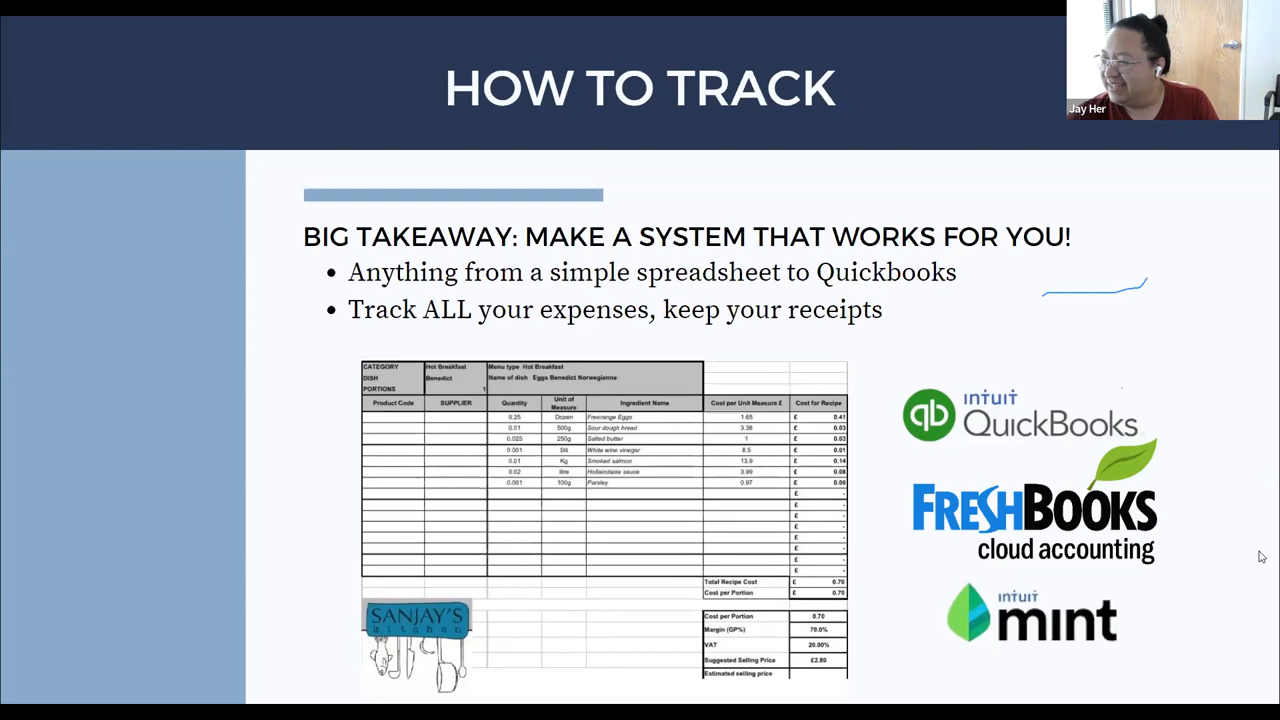 HOW TO TRACK
Jay Her
BIG TAKEAWAY: MAKE A SYSTEM THAT WORKS FOR YOU!
• Anything from a simple spreadsheet to Quickbooks
• Track ALL your expenses, keep your receipts
CATEGORY Hot Breakfast Menu type Hot Breakfast
DISH Benedict Name of dish Eggs Benedict Norwegienne
PORTIONS 1
Product Code SUPPLIER Quantity Unit of Measure Ingredient Name Cost per Unit Measure £ Cost for Recipe
0.25 Dozen Freerange Eggs 1.65 £ 0.41
0.01 500g Sour dough bread 3.38 £ 0.03
0.025 250g Salted butter 1 £ 0.03
0.001 5lit White wine vinegar 8.5 £ 0.01
0.01 Kg Smoked salmon 13.9 £ 0.14
0.02 litre Hollandaise sauce 3.99 £ 0.08
0.001 100g Parsley 0.97 £ 0.00
£ -
£ -
£ -
£ -
£ -
£ -
£ -
£ -
Total Recipe Cost £ 0.70
Cost per Portion £ 0.70
Cost per Portion 0.70
Margin (GP%) 70.0%
VAT 20.00%
Suggested Selling Price £2.80
Estimated selling price
SANJAY'S
kitchen
intuit
qb QuickBooks.
FRESHBOOKS
cloud accounting
intuit
mint